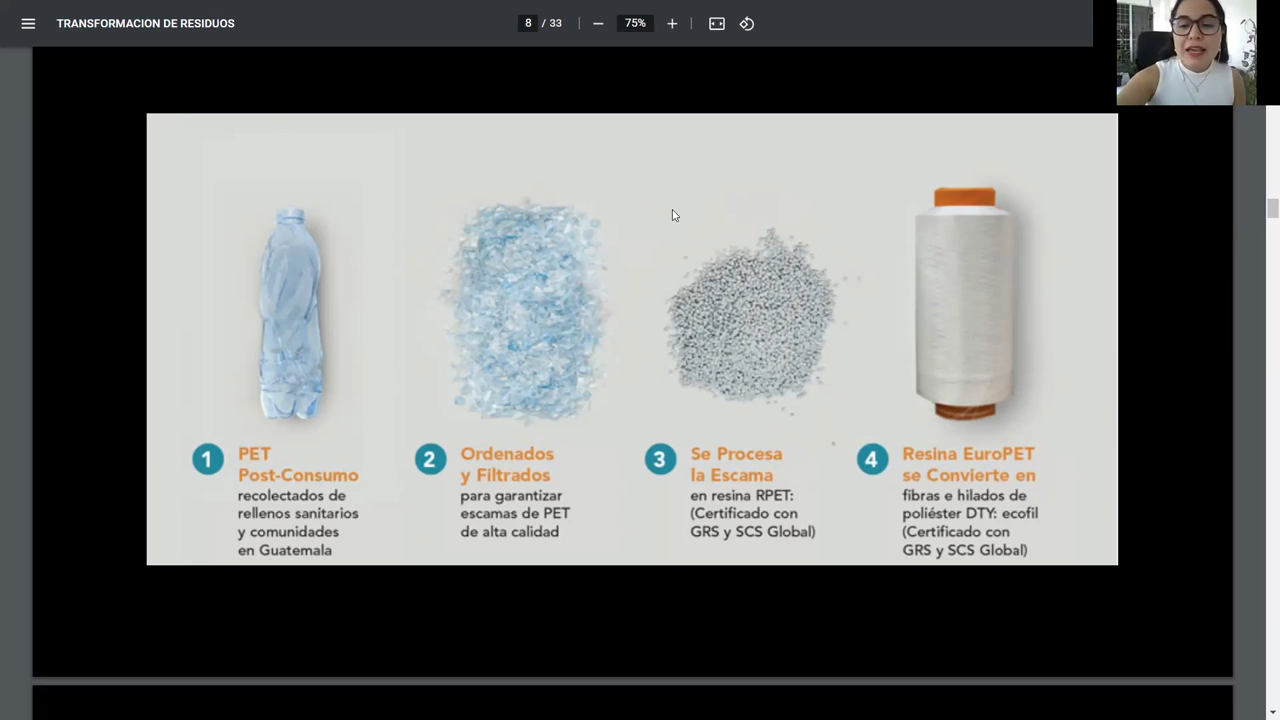 TRANSFORMACION DE RESIDUOS
8 / 33
75%
1
PET
Post-Consumo
recolectados de
rellenos sanitarios
y comunidades
en Guatemala
2
Ordenados
y Filtrados
para garantizar
escamas de PET
de alta calidad
3
Se Procesa
la Escama
en resina RPET:
(Certificado con
GRS y SCS Global)
4
Resina EuroPET
se Convierte en
fibras e hilados de
poliéster DTY: ecofil
(Certificado con
GRS y SCS Global)